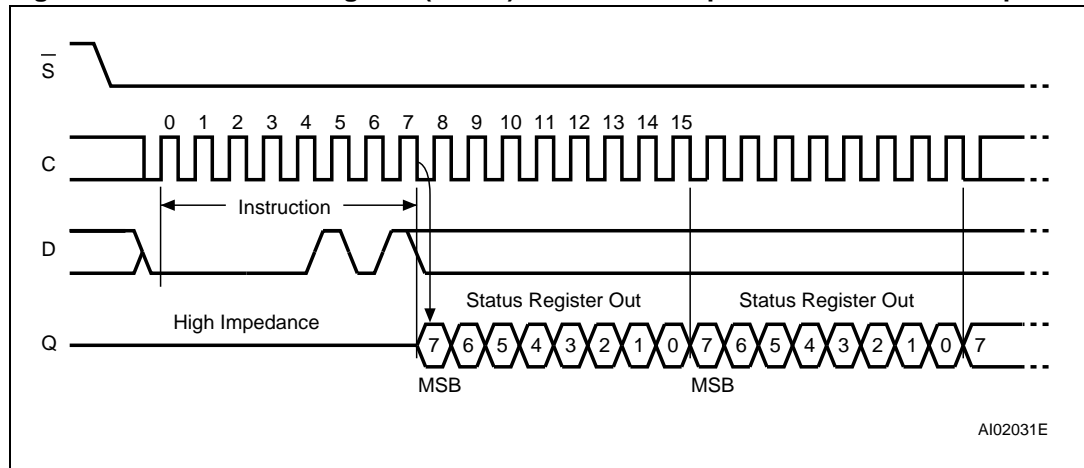 S
0 1 2 3 4 5 6 7 8 9 10 11 12 13 14 15
C
Instruction
D
Status Register Out Status Register Out
High Impedance
Q 7 6 5 4 3 2 1 0 7 6 5 4 3 2 1 0 7
MSB MSB
AI02031E